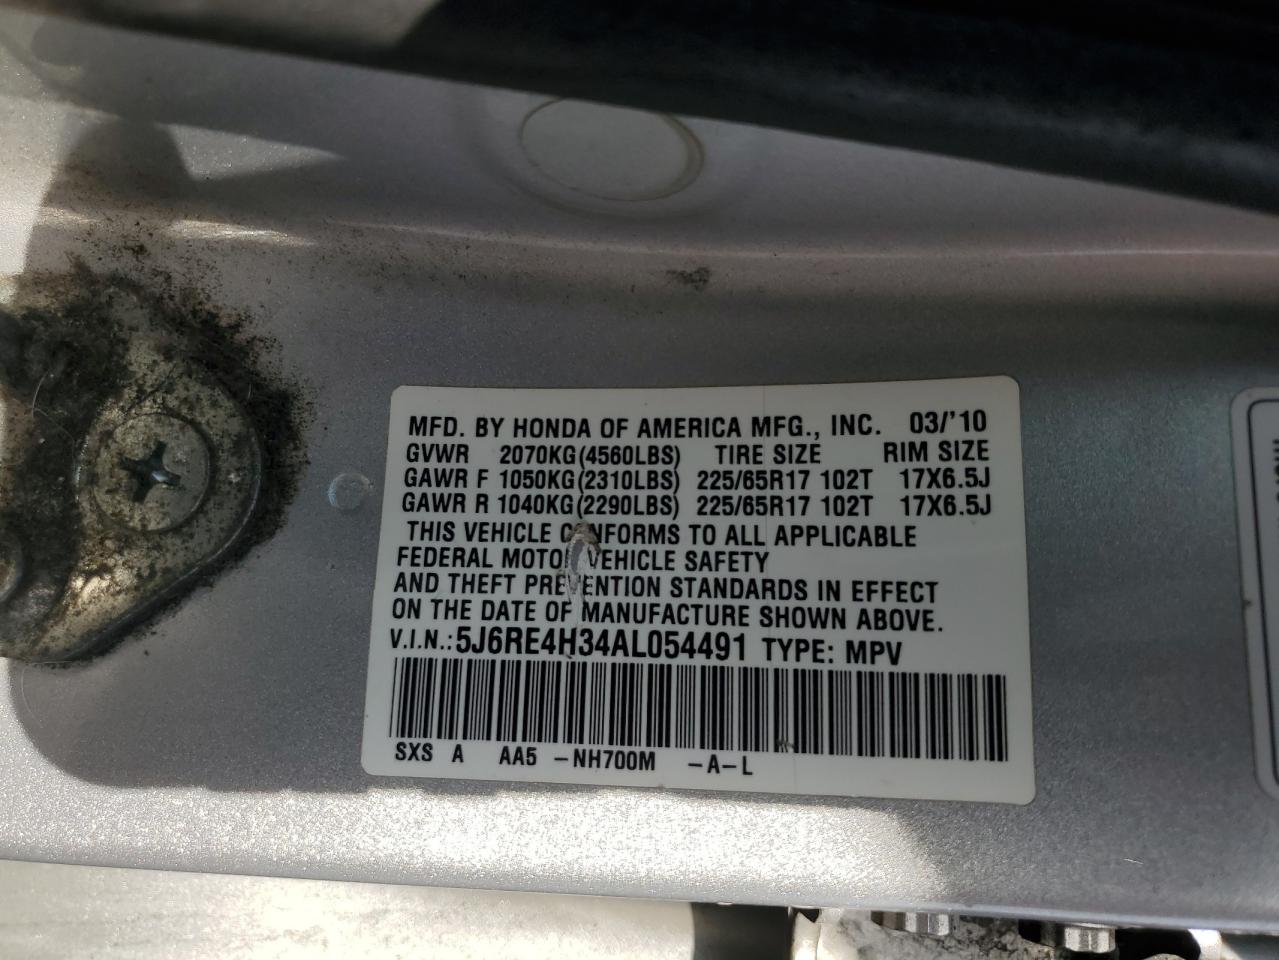 MFD. BY HONDA OF AMERICA MFG., INC. 03/'10
GVWR 2070KG(4560LBS) TIRE SIZE RIM SIZE
GAWR F 1050KG(2310LBS) 225/65R17 102T 17X6.5J
GAWR R 1040KG(2290LBS) 225/65R17 102T 17X6.5J
THIS VEHICLE CONFORMS TO ALL APPLICABLE
FEDERAL MOTOR VEHICLE SAFETY
AND THEFT PREVENTION STANDARDS IN EFFECT
ON THE DATE OF MANUFACTURE SHOWN ABOVE.
V.I.N.: 5J6RE4H34AL054491 TYPE: MPV
SXS A AA5 -NH700M -A-L